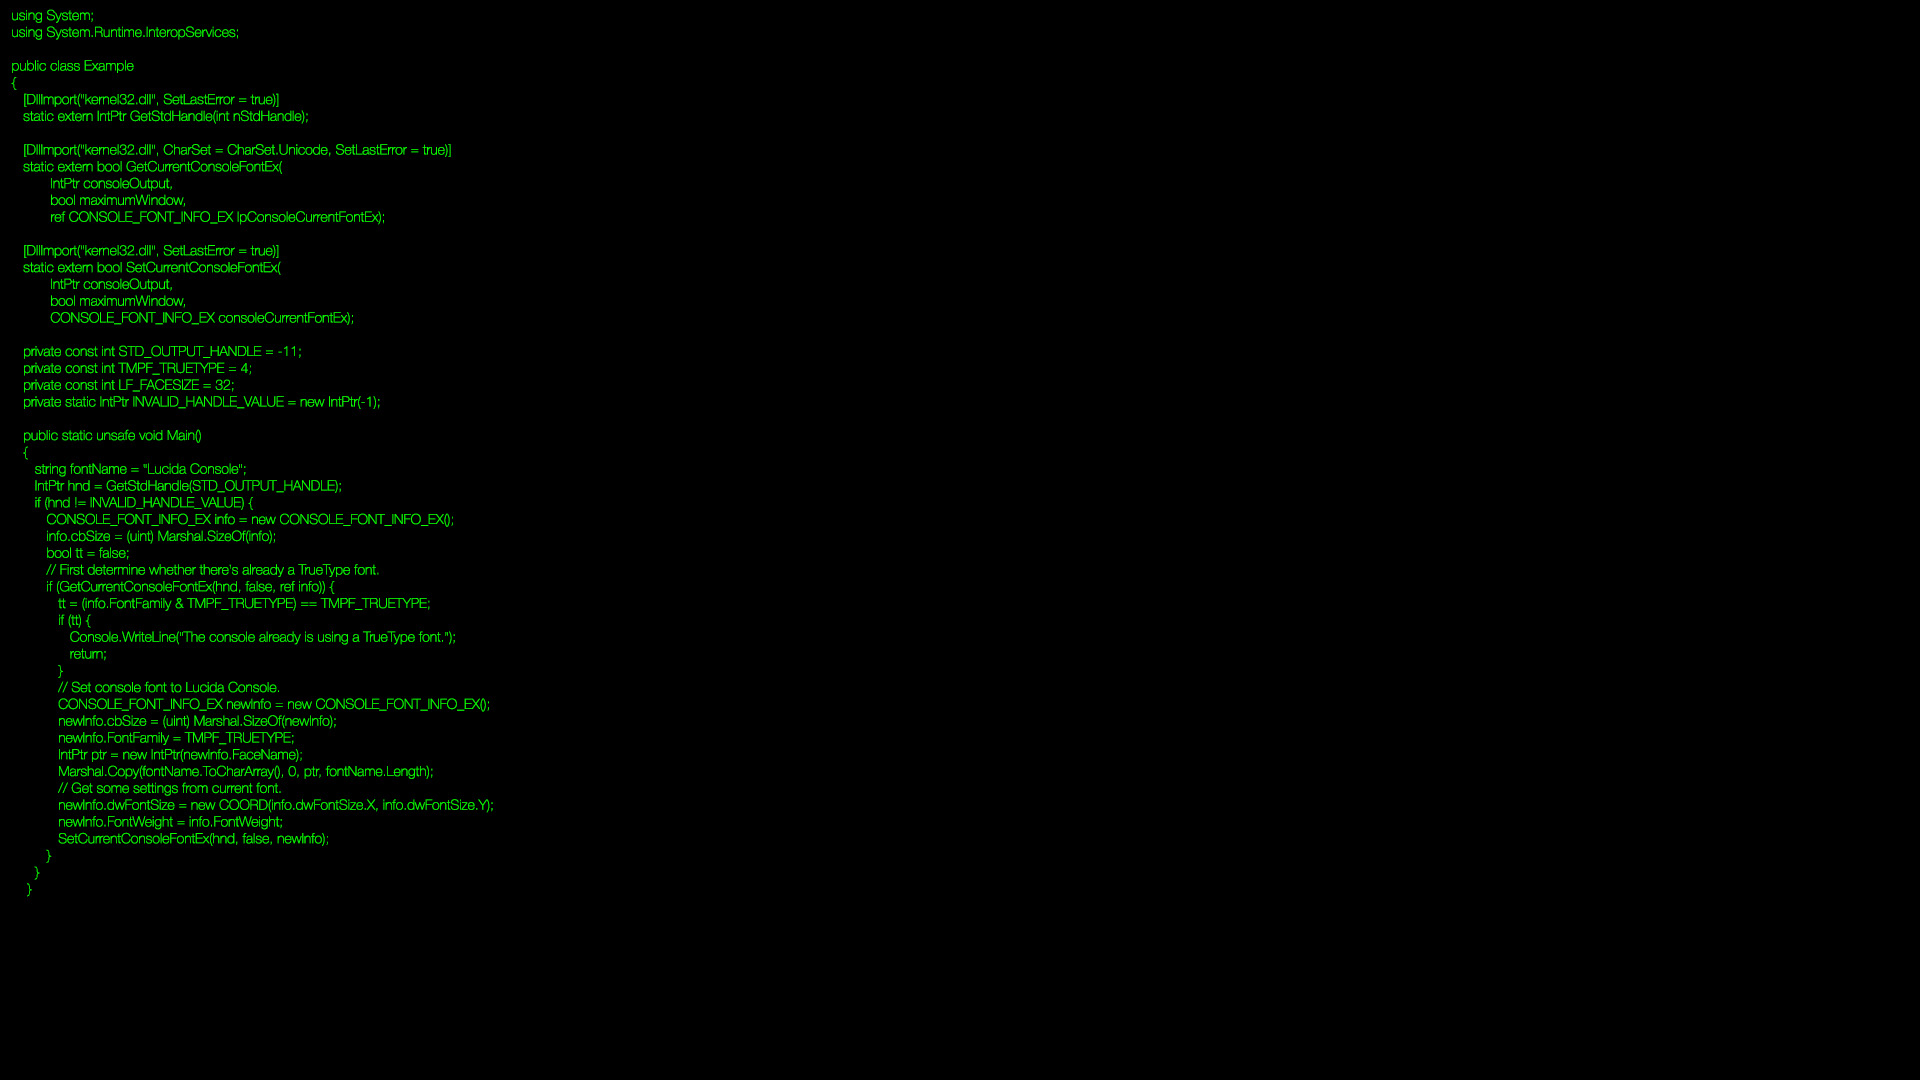 using System;
using System.Runtime.InteropServices;

public class Example
{
   [DllImport("kernel32.dll", SetLastError = true)]
   static extern IntPtr GetStdHandle(int nStdHandle);

   [DllImport("kernel32.dll", CharSet = CharSet.Unicode, SetLastError = true)]
   static extern bool GetCurrentConsoleFontEx(
          IntPtr consoleOutput,
          bool maximumWindow,
          ref CONSOLE_FONT_INFO_EX lpConsoleCurrentFontEx);

   [DllImport("kernel32.dll", SetLastError = true)]
   static extern bool SetCurrentConsoleFontEx(
          IntPtr consoleOutput,
          bool maximumWindow,
          CONSOLE_FONT_INFO_EX consoleCurrentFontEx);

   private const int STD_OUTPUT_HANDLE = -11;
   private const int TMPF_TRUETYPE = 4;
   private const int LF_FACESIZE = 32;
   private static IntPtr INVALID_HANDLE_VALUE = new IntPtr(-1);

   public static unsafe void Main()
   {
      string fontName = "Lucida Console";
      IntPtr hnd = GetStdHandle(STD_OUTPUT_HANDLE);
      if (hnd != INVALID_HANDLE_VALUE) {
         CONSOLE_FONT_INFO_EX info = new CONSOLE_FONT_INFO_EX();
         info.cbSize = (uint) Marshal.SizeOf(info);
         bool tt = false;
         // First determine whether there's already a TrueType font.
         if (GetCurrentConsoleFontEx(hnd, false, ref info)) {
            tt = (info.FontFamily & TMPF_TRUETYPE) == TMPF_TRUETYPE;
            if (tt) {
               Console.WriteLine("The console already is using a TrueType font.");
               return;
            }
            // Set console font to Lucida Console.
            CONSOLE_FONT_INFO_EX newInfo = new CONSOLE_FONT_INFO_EX();
            newInfo.cbSize = (uint) Marshal.SizeOf(newInfo);
            newInfo.FontFamily = TMPF_TRUETYPE;
            IntPtr ptr = new IntPtr(newInfo.FaceName);
            Marshal.Copy(fontName.ToCharArray(), 0, ptr, fontName.Length);
            // Get some settings from current font.
            newInfo.dwFontSize = new COORD(info.dwFontSize.X, info.dwFontSize.Y);
            newInfo.FontWeight = info.FontWeight;
            SetCurrentConsoleFontEx(hnd, false, newInfo);
         }
      }
    }